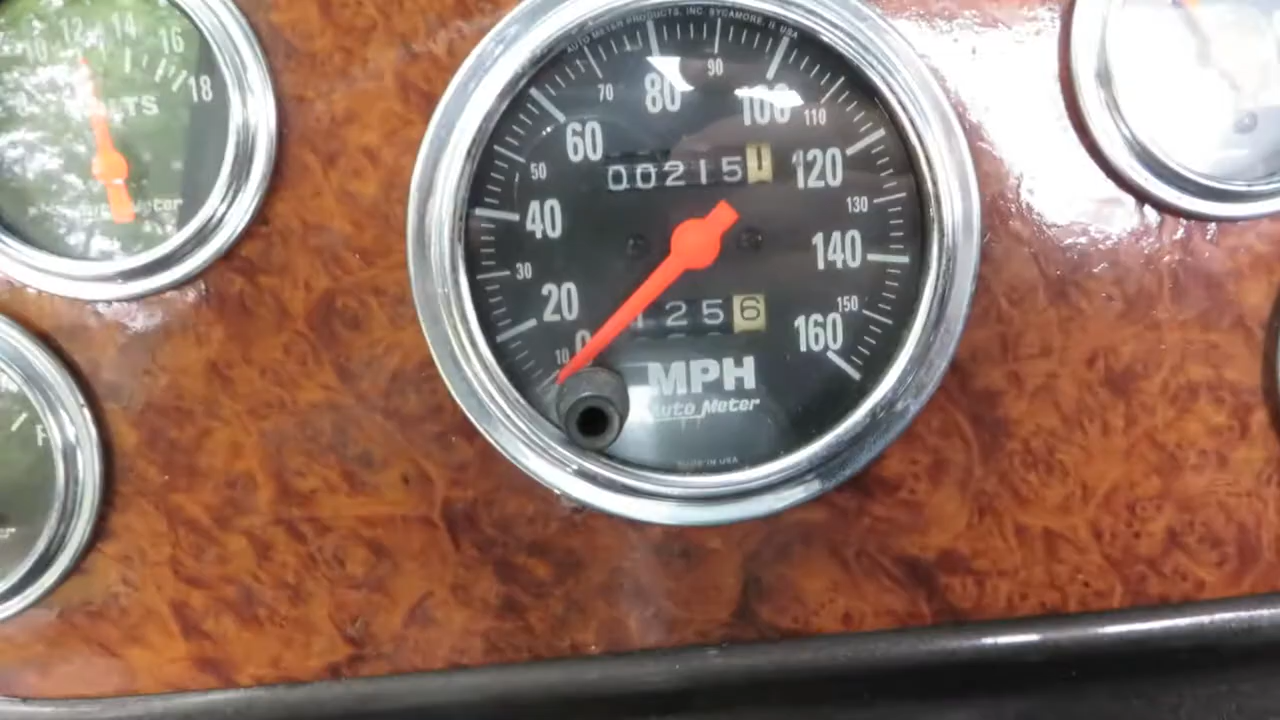 AUTO METER PRODUCTS, INC. SYCAMORE, IL USA
10 12 14 16 18
VOLTS
Auto Meter
0 10 20 30 40 50 60 70 80 90 100 110 120 130 140 150 160
002151
1256
MPH
Auto Meter
MADE IN USA
F